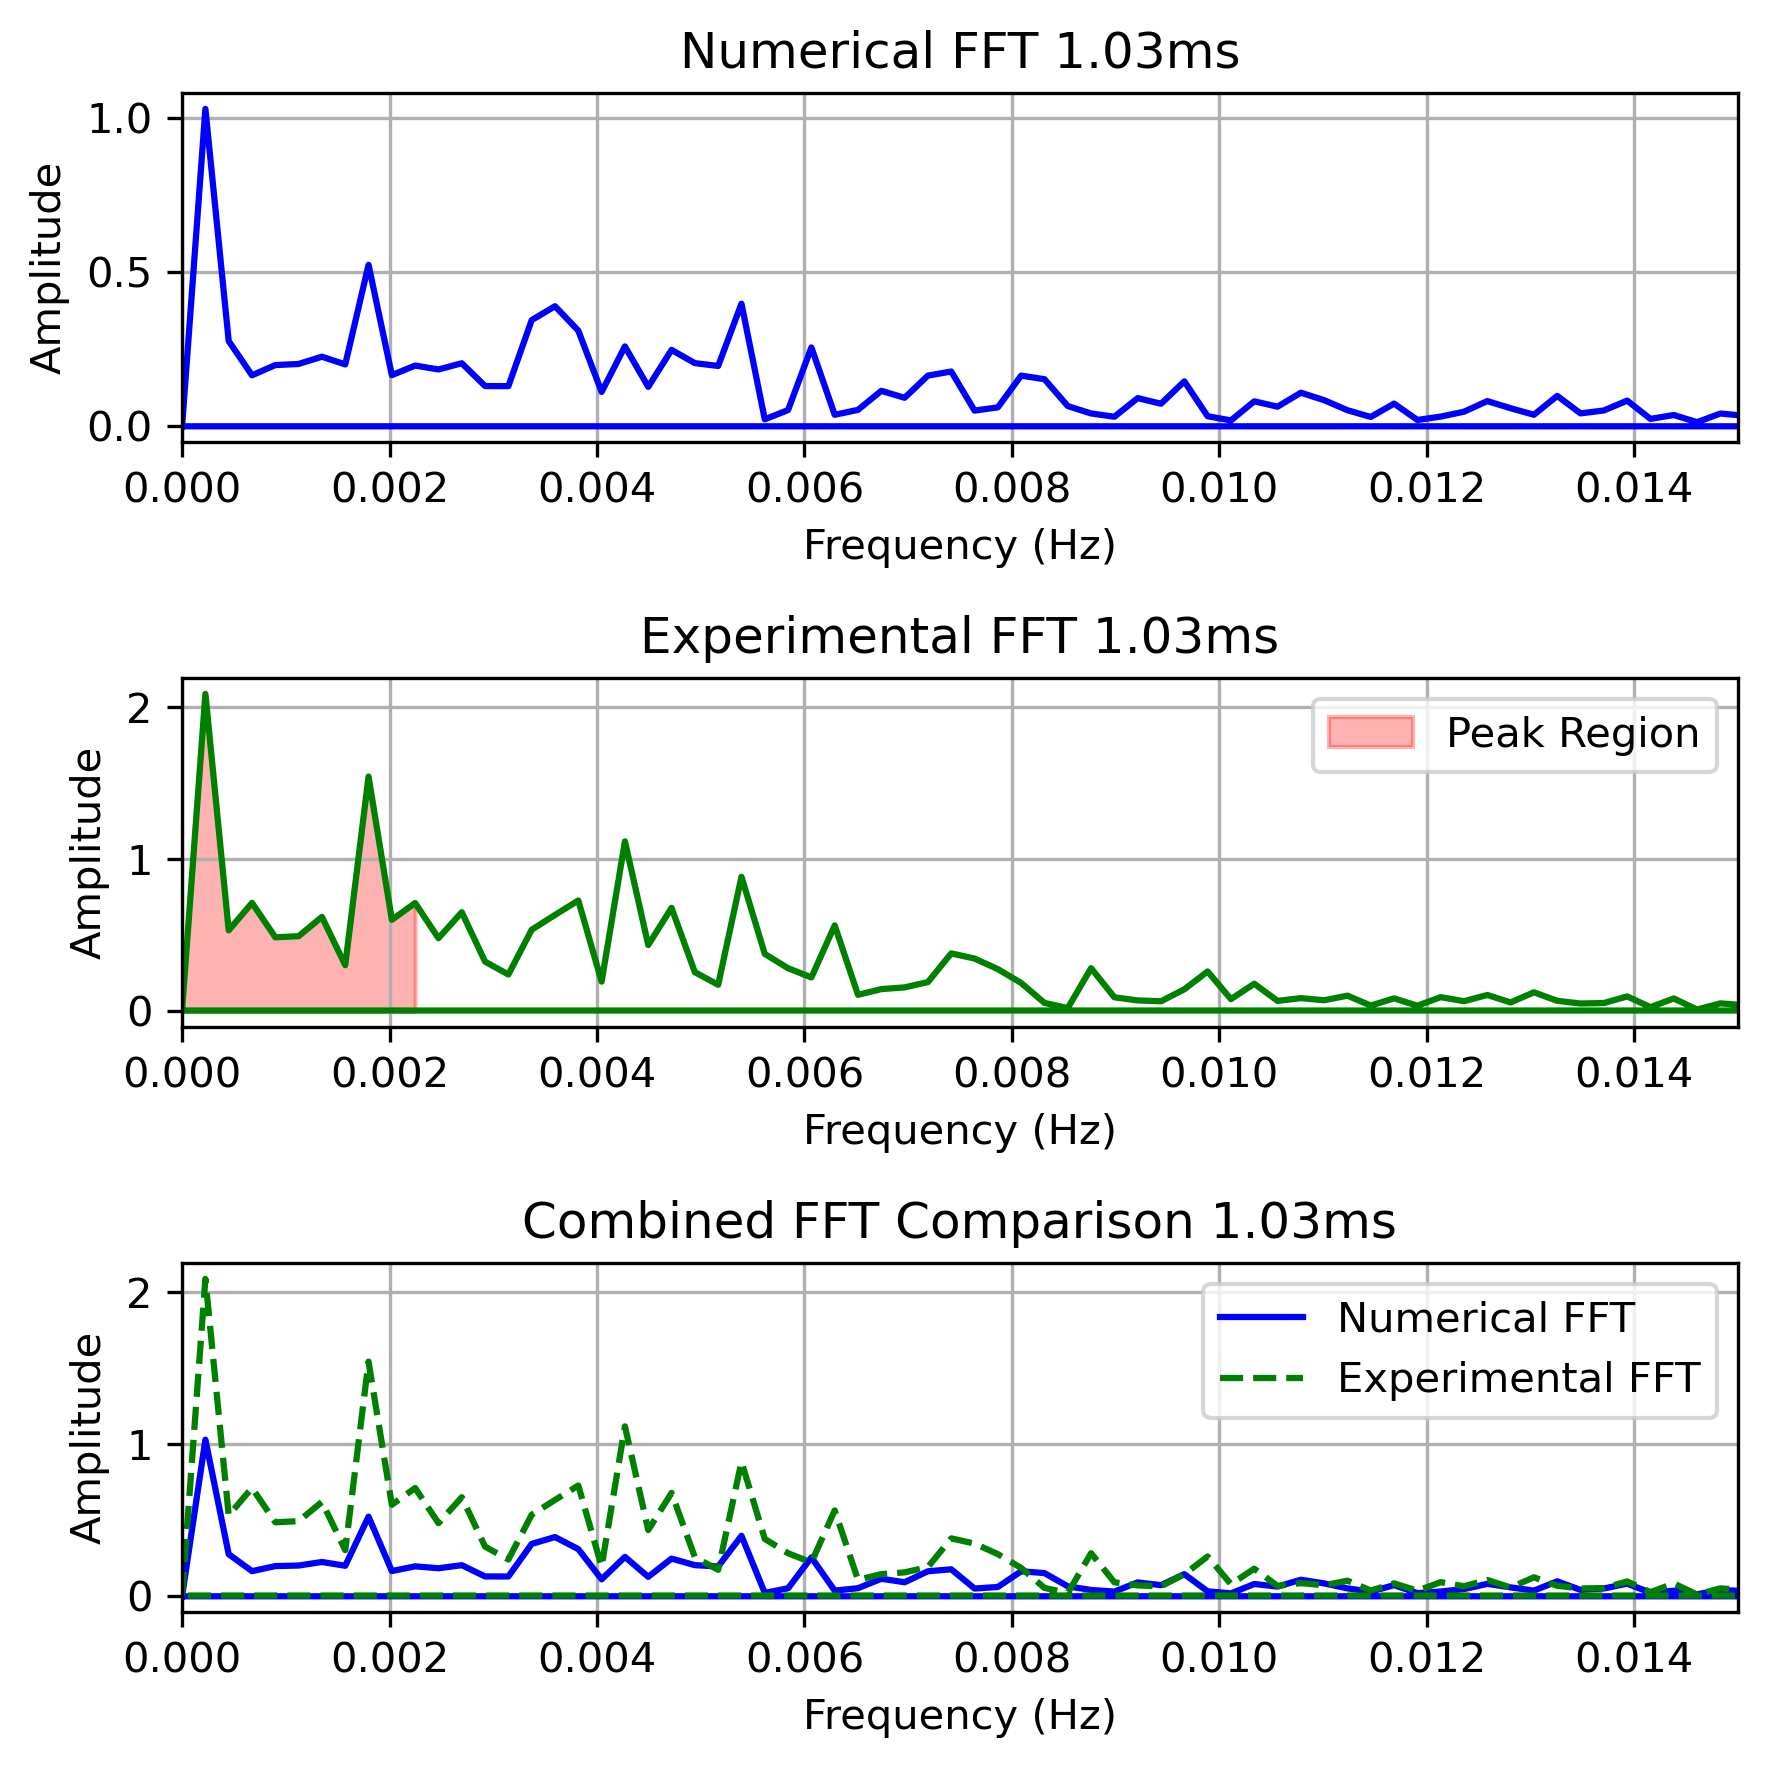 Numerical FFT 1.03ms
Amplitude
1.0
0.5
0.0
0.000 0.002 0.004 0.006 0.008 0.010 0.012 0.014
Frequency (Hz)
Experimental FFT 1.03ms
Amplitude
2
1
0
Peak Region
0.000 0.002 0.004 0.006 0.008 0.010 0.012 0.014
Frequency (Hz)
Combined FFT Comparison 1.03ms
Amplitude
2
1
0
Numerical FFT
Experimental FFT
0.000 0.002 0.004 0.006 0.008 0.010 0.012 0.014
Frequency (Hz)